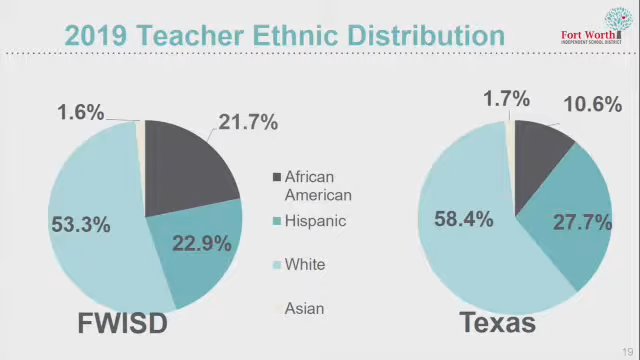 2019 Teacher Ethnic Distribution
Fort Worth
INDEPENDENT SCHOOL DISTRICT
1.6%
21.7%
53.3%
22.9%
FWISD
African
American
Hispanic
White
Asian
1.7%
10.6%
58.4%
27.7%
Texas
19